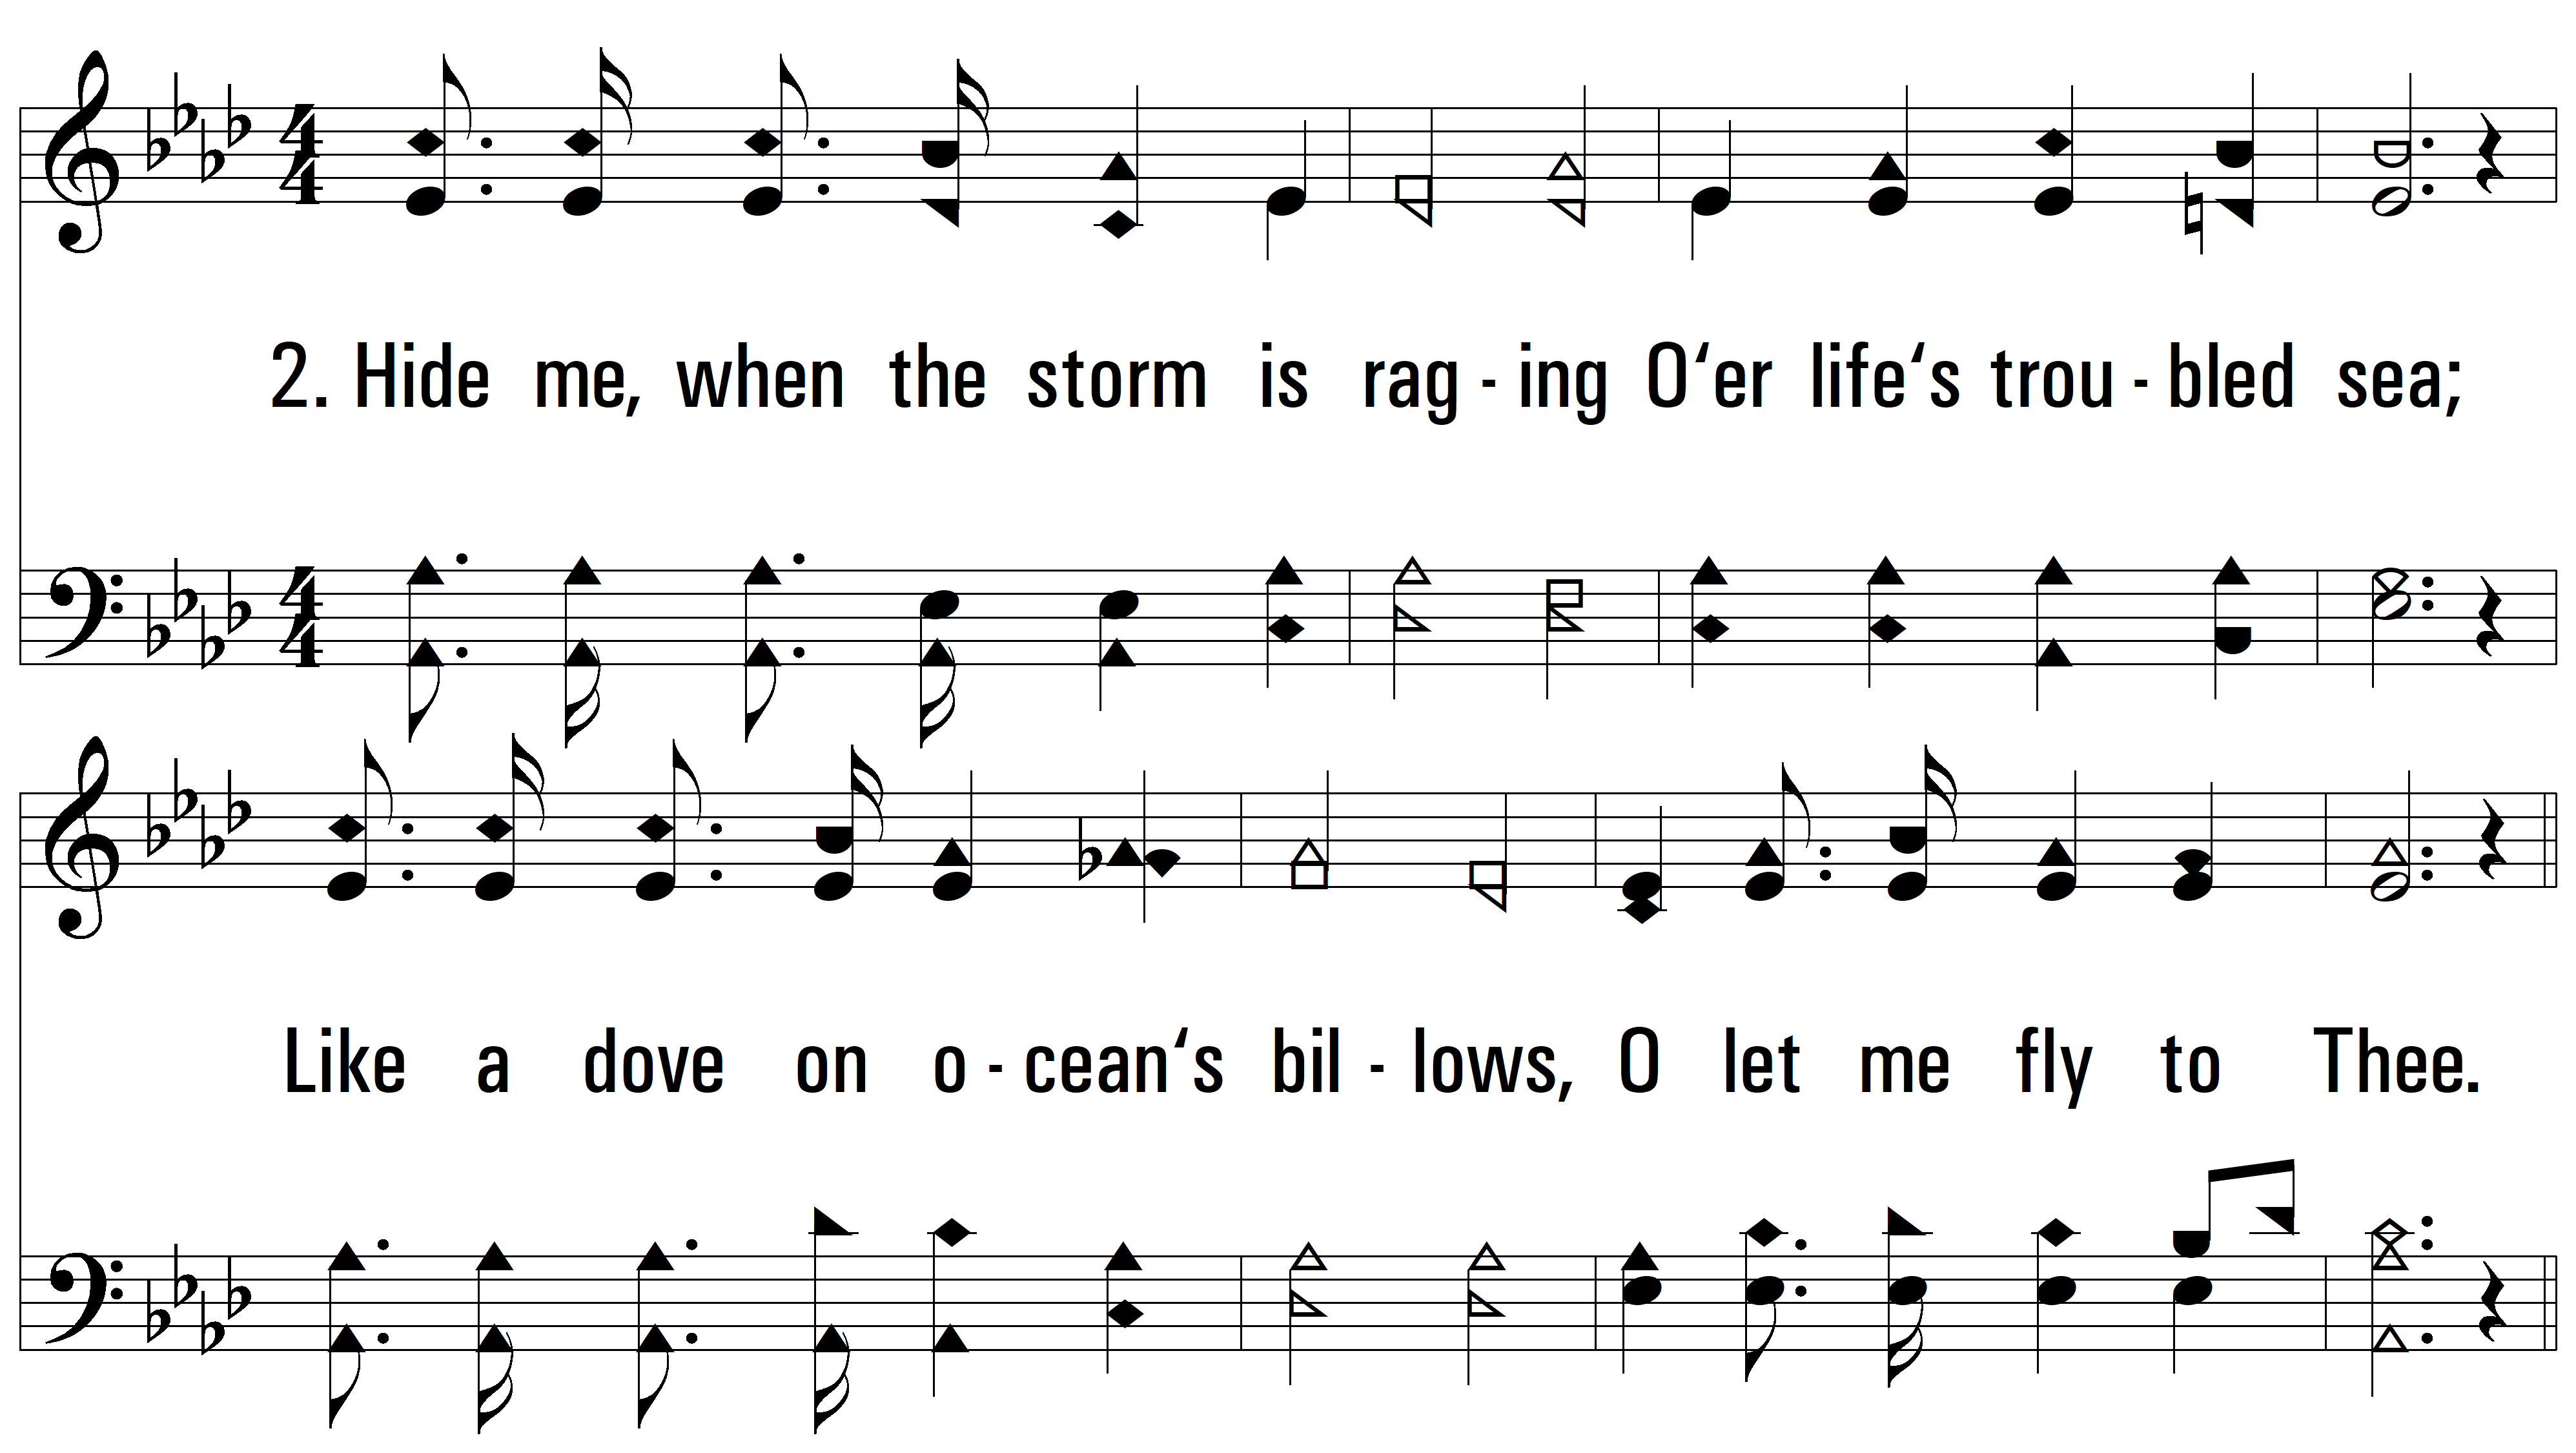 2. Hide me, when the storm is rag - ing O‘er life‘s trou - bled sea;
Like a dove on o - cean‘s bil - lows, O let me fly to Thee.